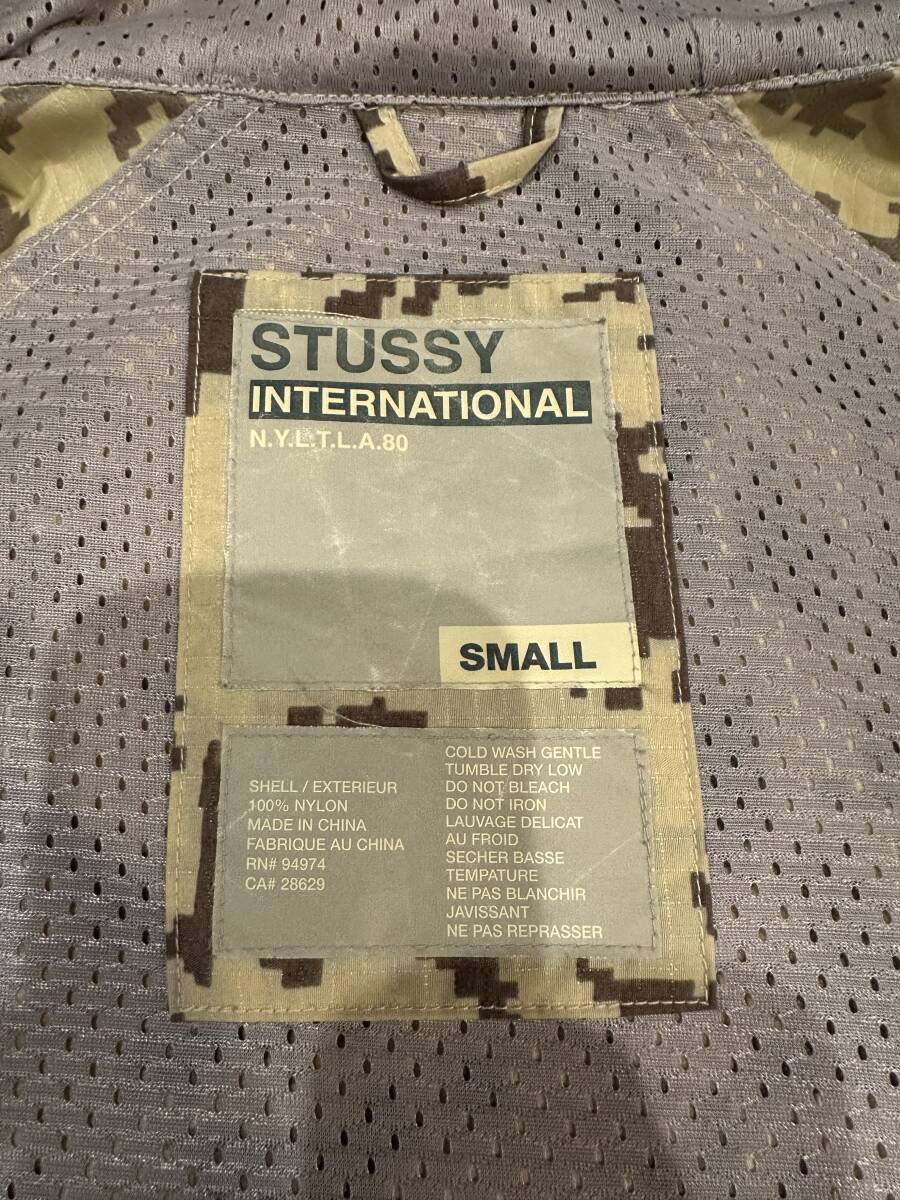 STUSSY
INTERNATIONAL
N.Y.L.T.L.A.80
SMALL
SHELL / EXTERIEUR
100% NYLON
MADE IN CHINA
FABRIQUE AU CHINA
RN# 94974
CA# 28629
COLD WASH GENTLE
TUMBLE DRY LOW
DO NOT BLEACH
DO NOT IRON
LAUVAGE DELICAT
AU FROID
SECHER BASSE
TEMPATURE
NE PAS BLANCHIR
JAVISSANT
NE PAS REPRASSER